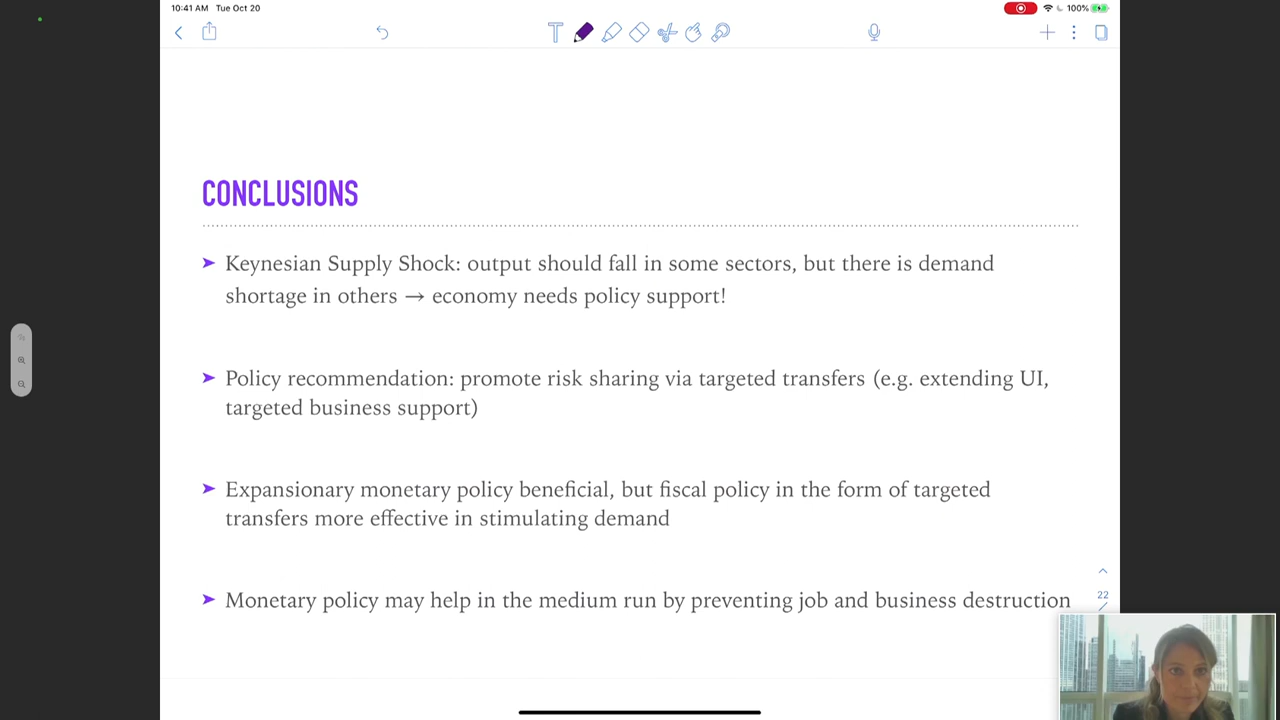 10:41 AM Tue Oct 20
100%
CONCLUSIONS
➤ Keynesian Supply Shock: output should fall in some sectors, but there is demand
shortage in others → economy needs policy support!
➤ Policy recommendation: promote risk sharing via targeted transfers (e.g. extending UI,
targeted business support)
➤ Expansionary monetary policy beneficial, but fiscal policy in the form of targeted
transfers more effective in stimulating demand
➤ Monetary policy may help in the medium run by preventing job and business destruction
22